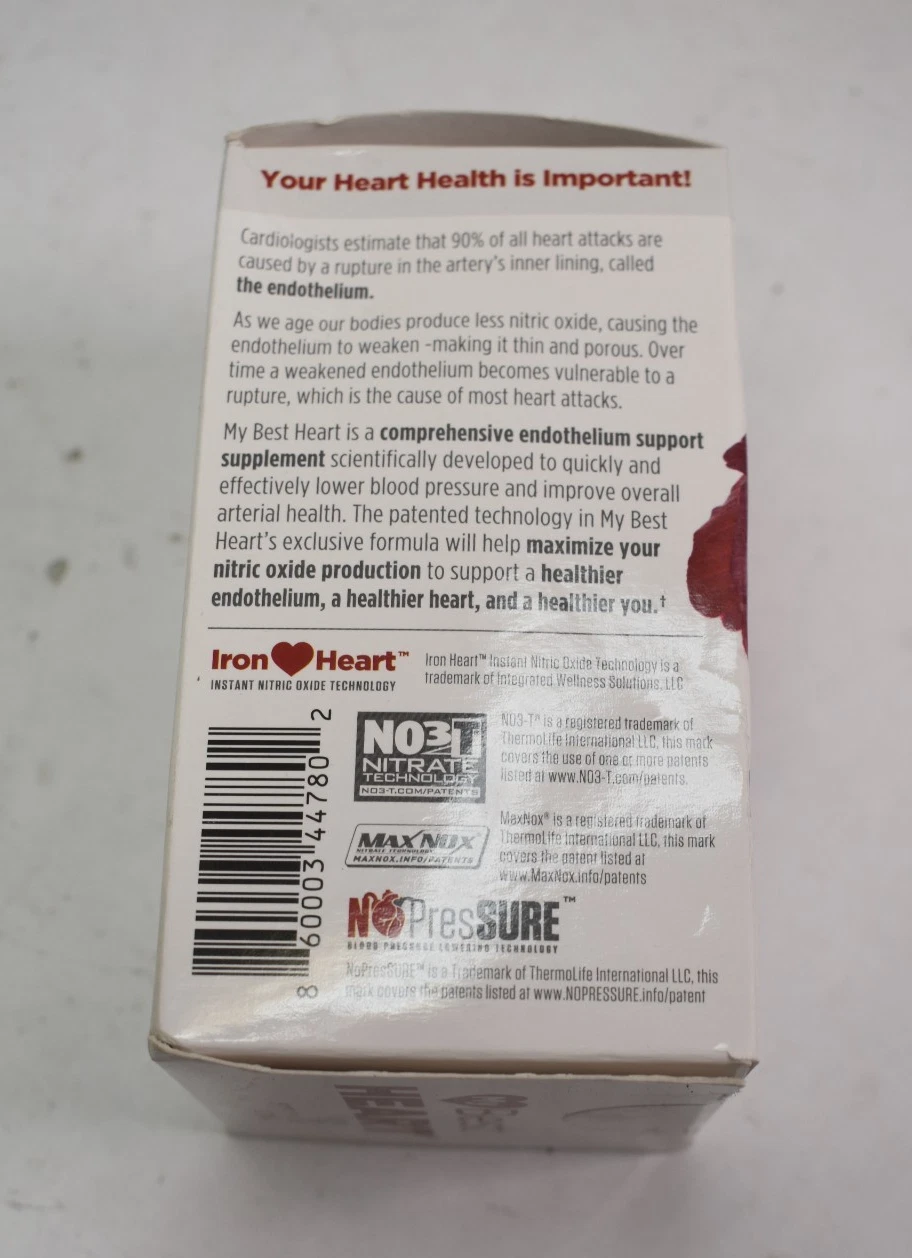 Your Heart Health is Important!
Cardiologists estimate that 90% of all heart attacks are
caused by a rupture in the artery's inner lining, called
the endothelium.
As we age our bodies produce less nitric oxide, causing the
endothelium to weaken -making it thin and porous. Over
time a weakened endothelium becomes vulnerable to a
rupture, which is the cause of most heart attacks.
My Best Heart is a comprehensive endothelium support
supplement scientifically developed to quickly and
effectively lower blood pressure and improve overall
arterial health. The patented technology in My Best
Heart's exclusive formula will help maximize your
nitric oxide production to support a healthier
endothelium, a healthier heart, and a healthier you.†
Iron Heart™
INSTANT NITRIC OXIDE TECHNOLOGY
Iron Heart™ Instant Nitric Oxide Technology is a
trademark of Integrated Wellness Solutions, LLC
8 60003 44780 2
NO3-T
NITRATE
TECHNOLOGY
NO3-T.COM/PATENTS
NO3-T® is a registered trademark of
ThermoLife International LLC, this mark
covers the use of one or more patents
listed at www.NO3-T.com/patents.
MAXNOX
NITRATE TECHNOLOGY
MAXNOX.INFO/PATENTS
MaxNox® is a registered trademark of
ThermoLife International LLC, this mark
covers the patent listed at
www.MaxNox.info/patents
NOPresSURE™
BLOOD PRESSURE LOWERING TECHNOLOGY
NoPresSURE™ is a Trademark of ThermoLife International LLC, this
mark covers the patents listed at www.NOPRESSURE.info/patent
HEART